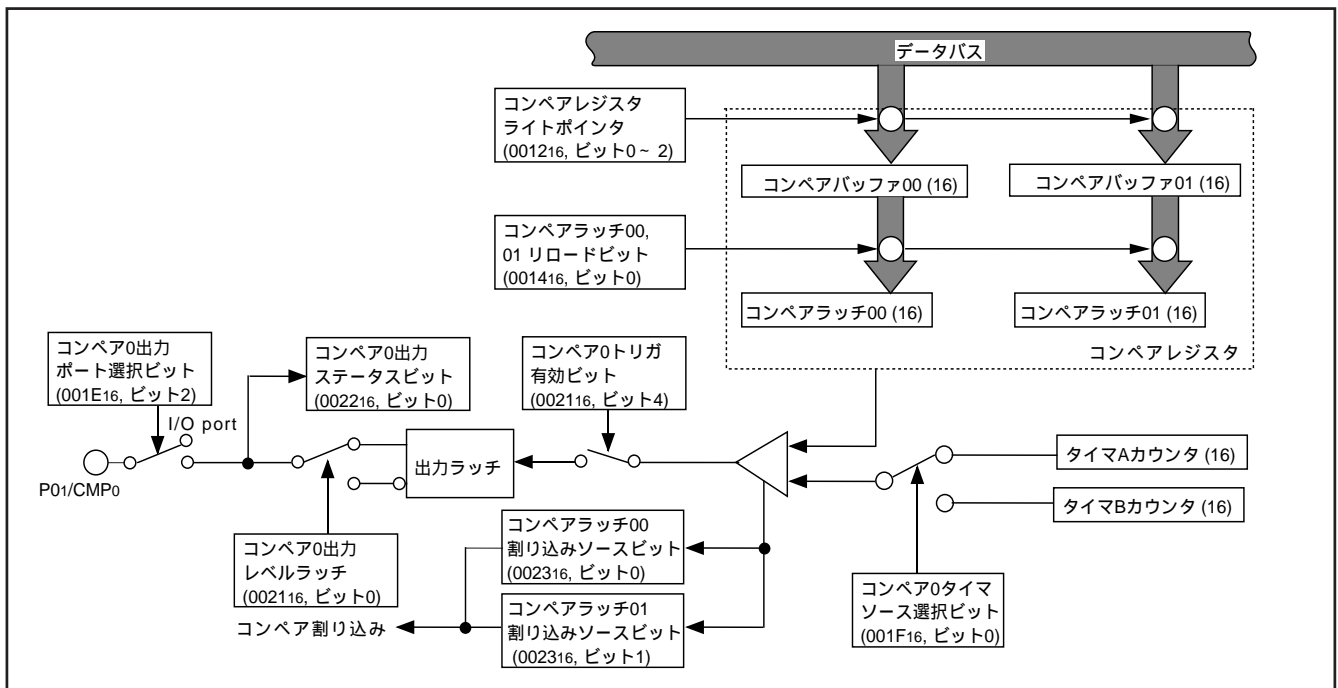 データバス
コンペアレジスタ
ライトポインタ
(001216, ビット0～2)
コンペアバッファ00 (16)
コンペアバッファ01 (16)
コンペアラッチ00,
01 リロードビット
(001416, ビット0)
コンペアラッチ00 (16)
コンペアラッチ01 (16)
コンペアレジスタ
コンペア0出力
ポート選択ビット
(001E16, ビット2)
コンペア0出力
ステータスビット
(002216, ビット0)
コンペア0トリガ
有効ビット
(002116, ビット4)
I/O port
P01/CMP0
出力ラッチ
タイマAカウンタ (16)
タイマBカウンタ (16)
コンペア0出力
レベルラッチ
(002116, ビット0)
コンペアラッチ00
割り込みソースビット
(002316, ビット0)
コンペアラッチ01
割り込みソースビット
(002316, ビット1)
コンペア割り込み
コンペア0タイマ
ソース選択ビット
(001F16, ビット0)